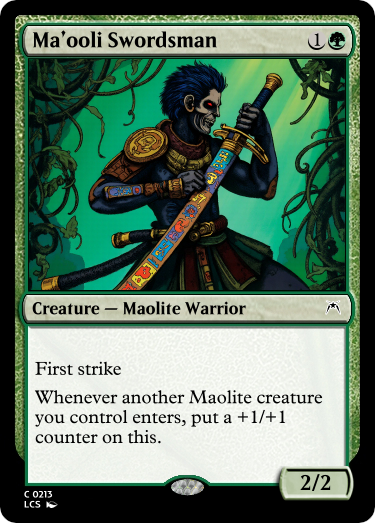 Ma'ooli Swordsman 1
Creature — Maolite Warrior
First strike
Whenever another Maolite creature
you control enters, put a +1/+1
counter on this.
2/2
C 0213
LCS